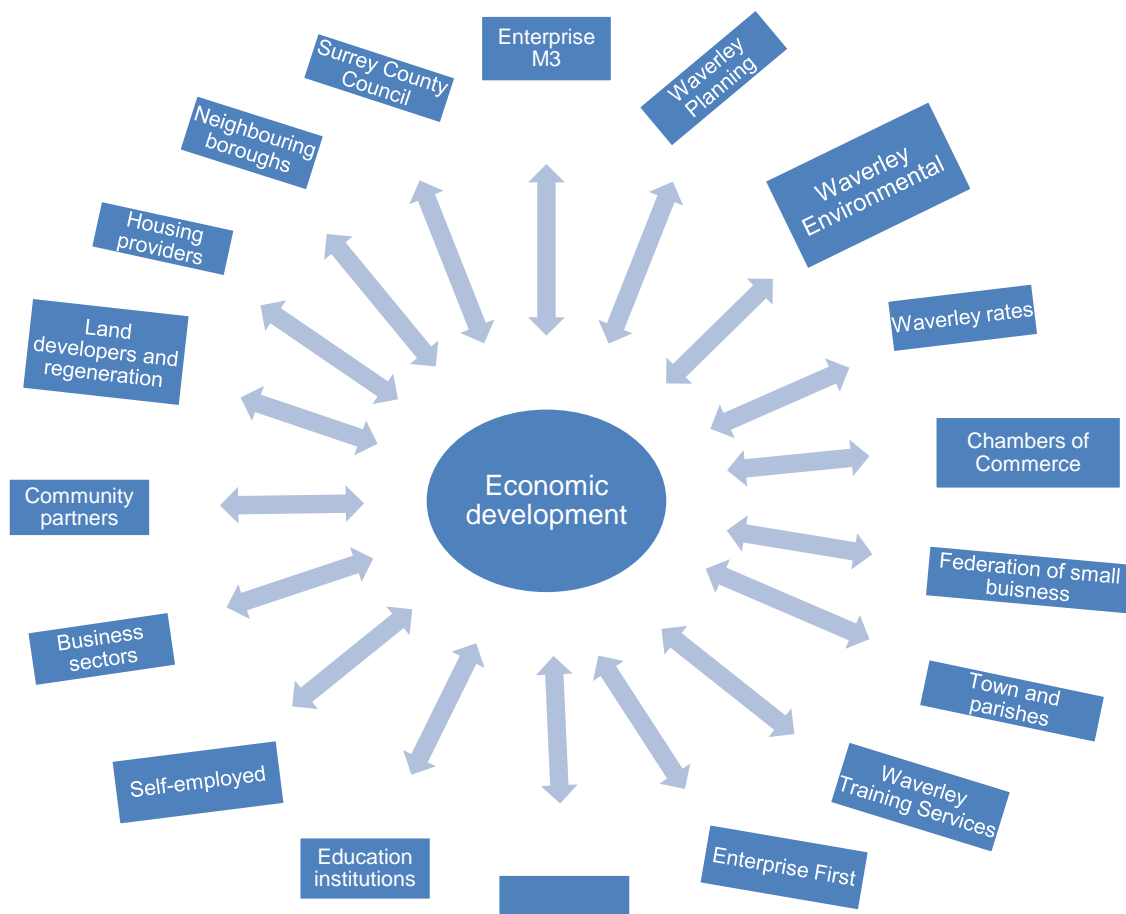 Enterprise
M3
Waverley
Planning
Waverley
Environmental
Waverley rates
Chambers of
Commerce
Federation of small
buisness
Town and
parishes
Waverley
Training Services
Enterprise First
Education
institutions
Self-employed
Business
sectors
Community
partners
Land
developers and
regeneration
Housing
providers
Neighbouring
boroughs
Surrey County
Council
Economic
development